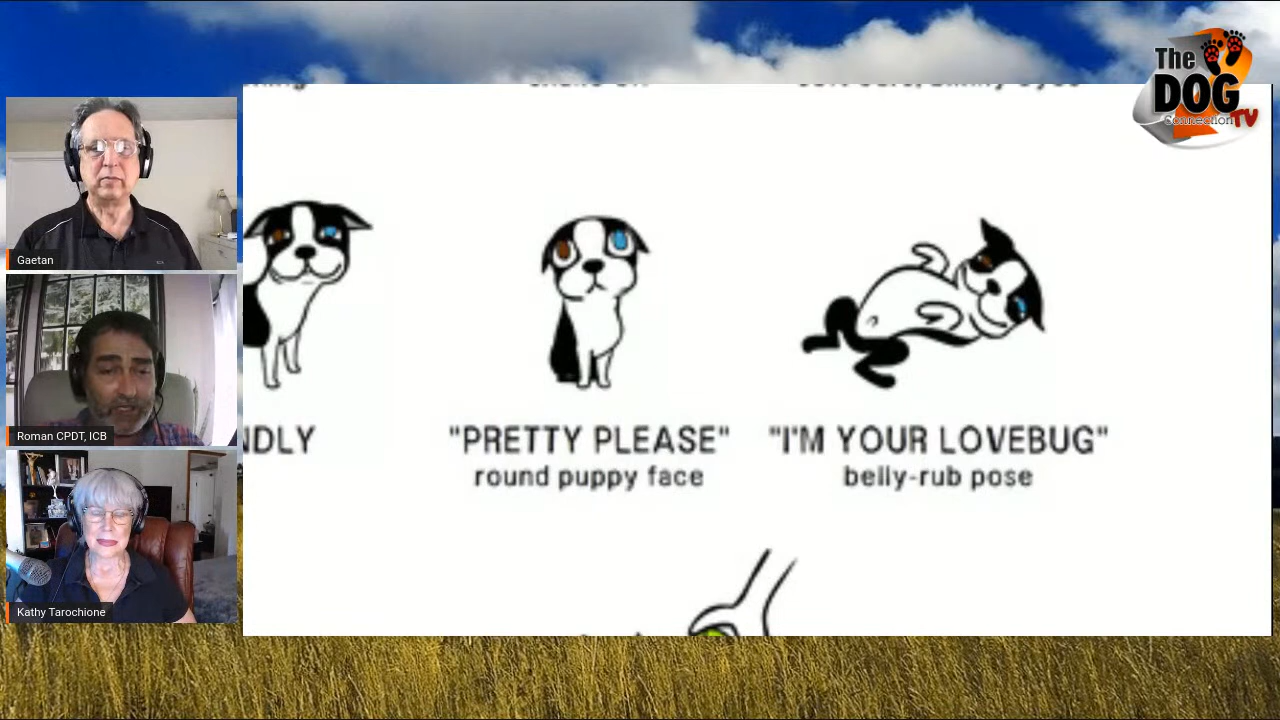 The
DOG
Connection TV
Gaetan
Roman CPDT, ICB
Kathy Tarochione
NDLY
"PRETTY PLEASE"
round puppy face
"I'M YOUR LOVEBUG"
belly-rub pose